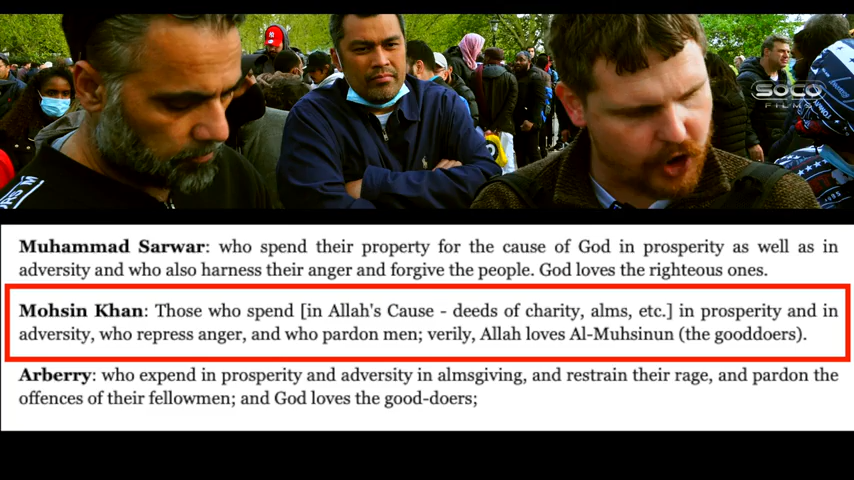 SOCO
FILMS
Muhammad Sarwar: who spend their property for the cause of God in prosperity as well as in
adversity and who also harness their anger and forgive the people. God loves the righteous ones.
Mohsin Khan: Those who spend [in Allah's Cause - deeds of charity, alms, etc.] in prosperity and in
adversity, who repress anger, and who pardon men; verily, Allah loves Al-Muhsinun (the gooddoers).
Arberry: who expend in prosperity and adversity in almsgiving, and restrain their rage, and pardon the
offences of their fellowmen; and God loves the good-doers;